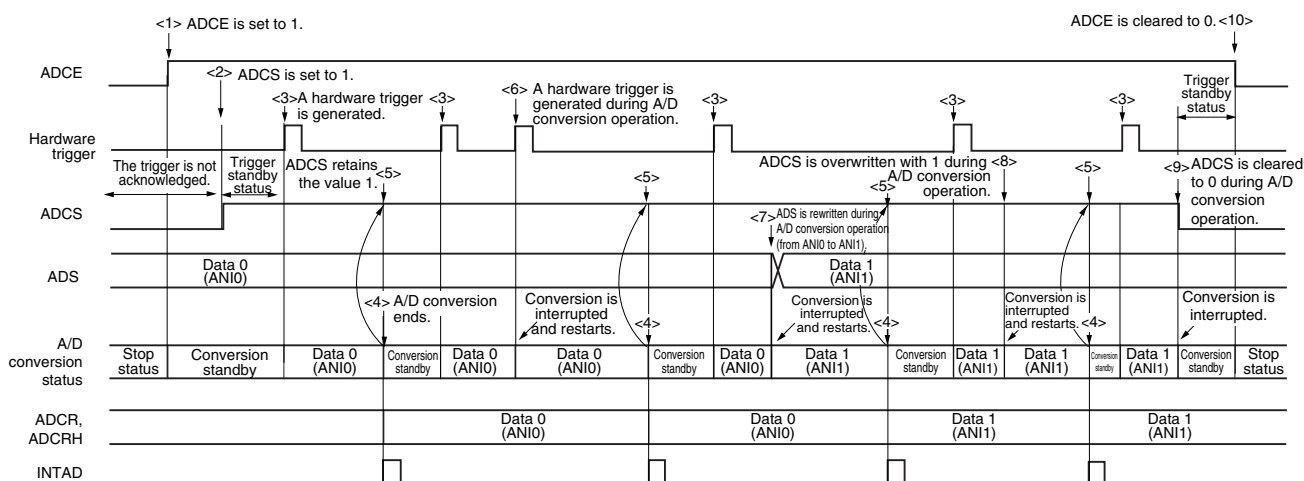 <1> ADCE is set to 1.
ADCE is cleared to 0. <10>
ADCE
<2> ADCS is set to 1.
<3> A hardware trigger
is generated.
<3>
<6> A hardware trigger is
generated during A/D
conversion operation.
<3>
<3>
<3>
Trigger
standby
status
Hardware
trigger
The trigger is not
acknowledged.
Trigger
standby
status
ADCS retains
the value 1.
<5>
<5>
ADCS is overwritten with 1 during <8>
A/D conversion
operation.
<5>
<5>
<9> ADCS is cleared
to 0 during A/D
conversion
operation.
ADCS
<7> ADS is rewritten during
A/D conversion operation
(from ANI0 to ANI1).
ADS
Data 0
(ANI0)
Data 1
(ANI1)
<4> A/D conversion
ends.
Conversion is
interrupted
and restarts.
<4>
Conversion is
interrupted
and restarts.
<4>
Conversion is
interrupted
and restarts.
<4>
Conversion is
interrupted.
A/D
conversion
status
Stop
status
Conversion
standby
Data 0
(ANI0)
Conversion
standby
Data 0
(ANI0)
Data 0
(ANI0)
Conversion
standby
Data 0
(ANI0)
Data 1
(ANI1)
Conversion
standby
Data 1
(ANI1)
Data 1
(ANI1)
Conversion
standby
Data 1
(ANI1)
Conversion
standby
Stop
status
ADCR,
ADCRH
Data 0
(ANI0)
Data 0
(ANI0)
Data 1
(ANI1)
Data 1
(ANI1)
INTAD